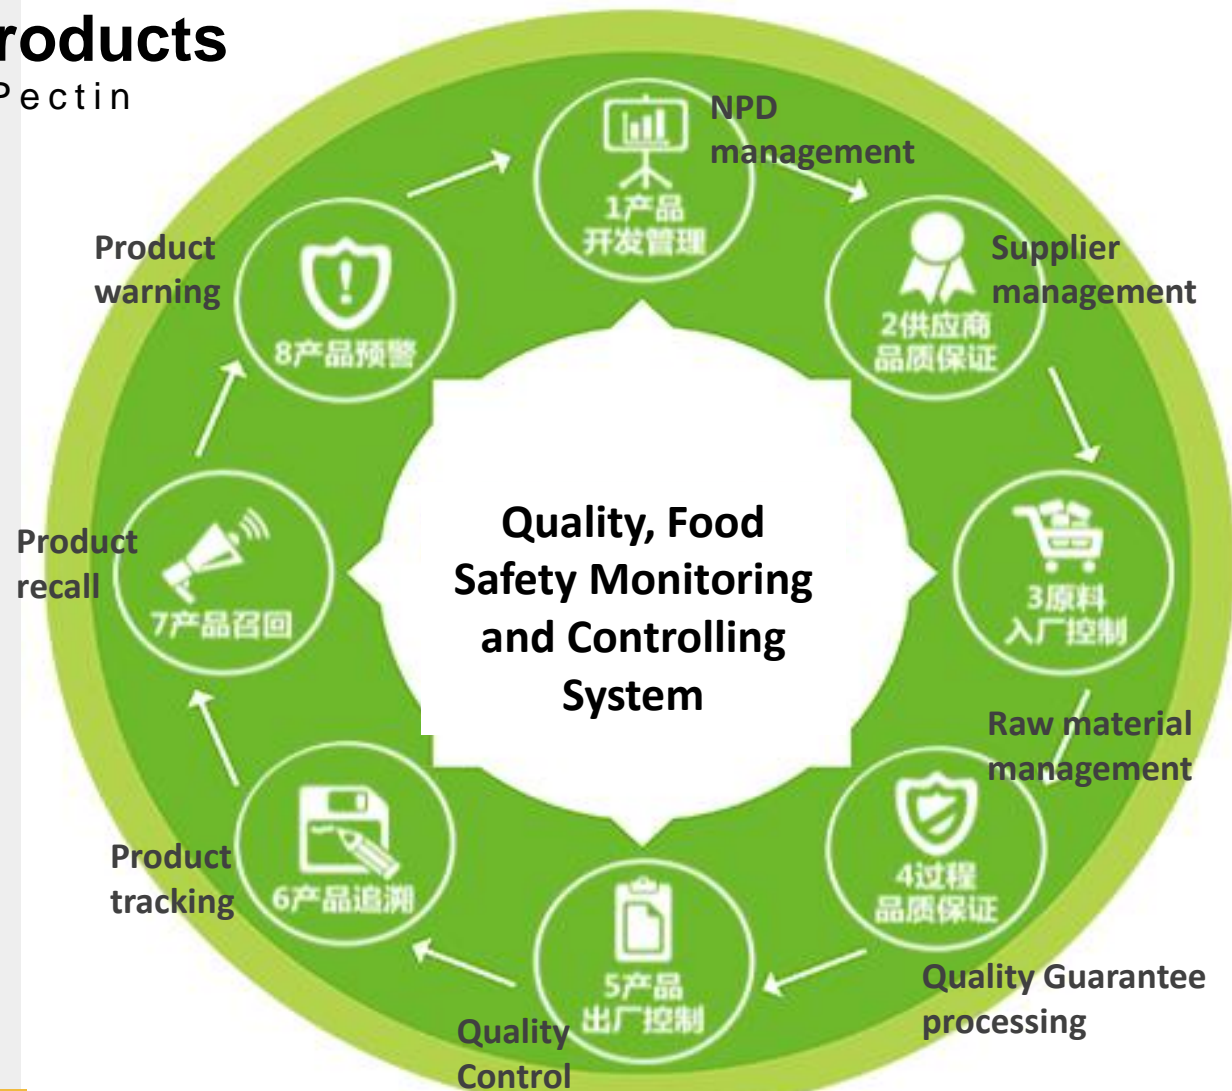 roducts
Pectin
NPD
management
1产品
开发管理
Supplier
management
2供应商
品质保证
3原料
入厂控制
Raw material
management
4过程
品质保证
Quality Guarantee
processing
5产品
出厂控制
Quality
Control
6产品追溯
Product
tracking
7产品召回
Product
recall
8产品预警
Product
warning
Quality, Food
Safety Monitoring
and Controlling
System